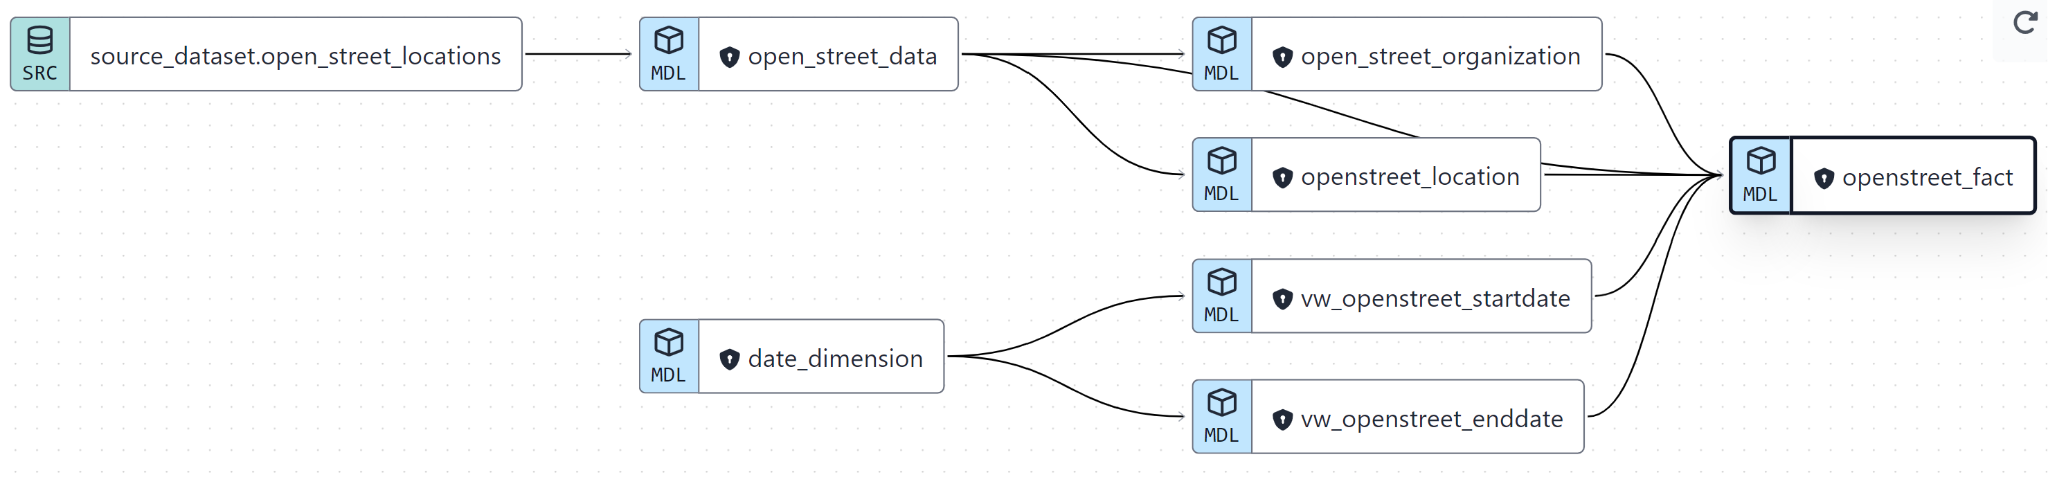 SRC source_dataset.open_street_locations
MDL open_street_data
MDL open_street_organization
MDL openstreet_location
MDL openstreet_fact
MDL vw_openstreet_startdate
MDL date_dimension
MDL vw_openstreet_enddate